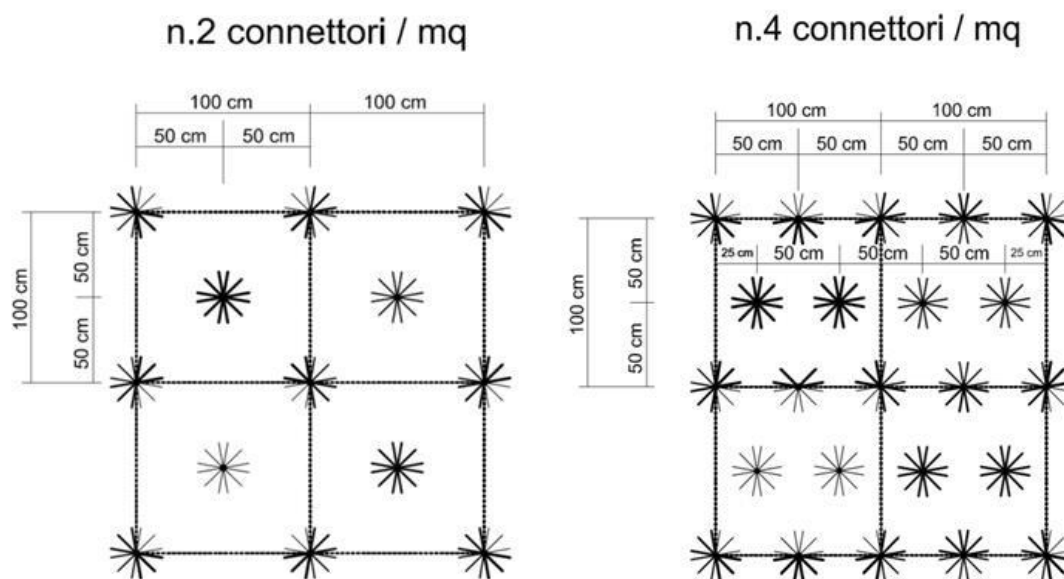 n.2 connettori / mq
100 cm 100 cm
50 cm 50 cm
100 cm
50 cm
50 cm
n.4 connettori / mq
100 cm 100 cm
50 cm 50 cm 50 cm 50 cm
25 cm 50 cm 50 cm 50 cm 25 cm
100 cm
50 cm
50 cm